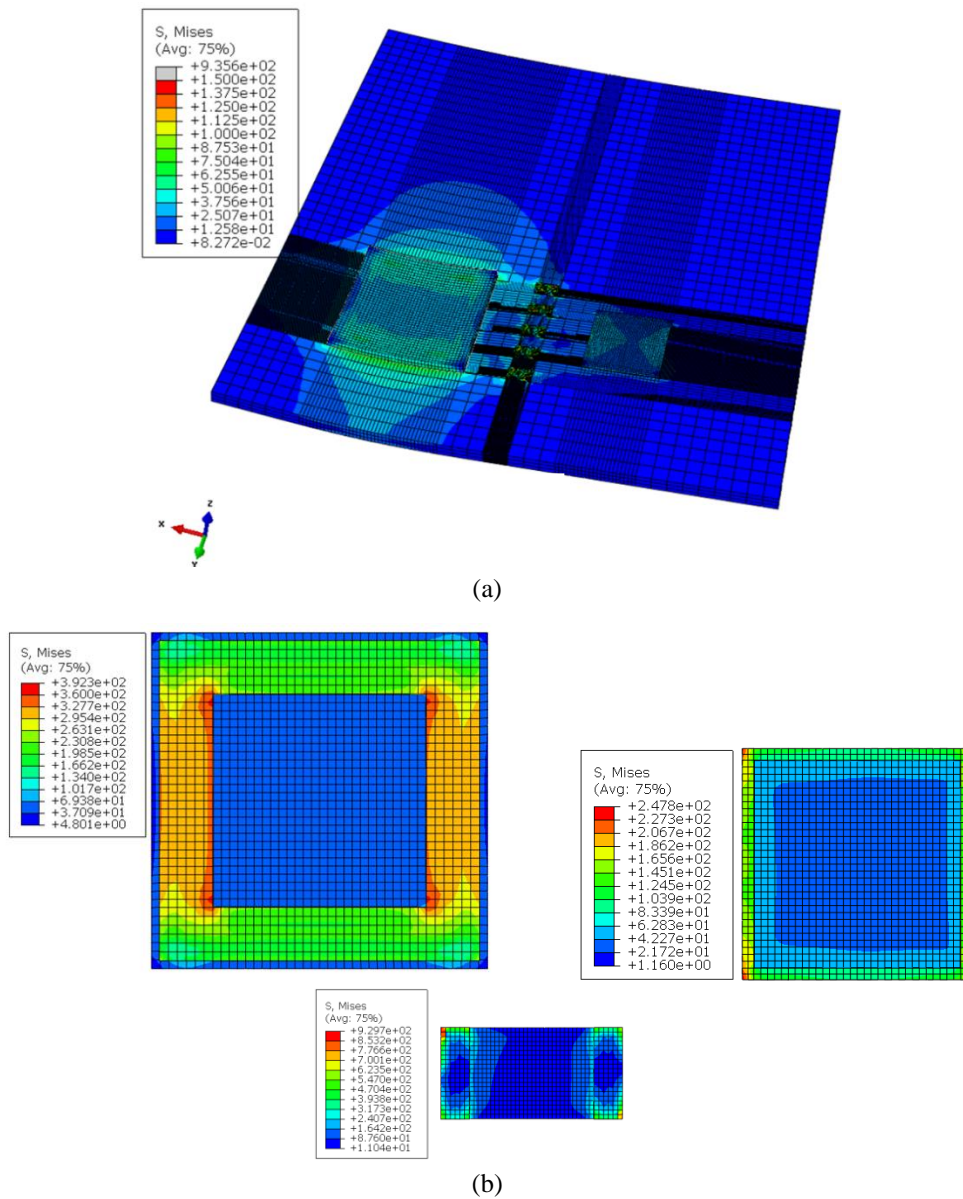 S, Mises
(Avg: 75%)
+9.356e+02
+1.500e+02
+1.375e+02
+1.250e+02
+1.125e+02
+1.000e+02
+8.753e+01
+7.504e+01
+6.255e+01
+5.006e+01
+3.756e+01
+2.507e+01
+1.258e+01
+8.272e-02
X
Y
Z
(a)
S, Mises
(Avg: 75%)
+3.923e+02
+3.600e+02
+3.277e+02
+2.954e+02
+2.631e+02
+2.308e+02
+1.985e+02
+1.662e+02
+1.340e+02
+1.017e+02
+6.938e+01
+3.709e+01
+4.801e+00
S, Mises
(Avg: 75%)
+2.478e+02
+2.273e+02
+2.067e+02
+1.862e+02
+1.656e+02
+1.451e+02
+1.245e+02
+1.039e+02
+8.339e+01
+6.283e+01
+4.227e+01
+2.172e+01
+1.160e+00
S, Mises
(Avg: 75%)
+9.297e+02
+8.532e+02
+7.766e+02
+7.001e+02
+6.235e+02
+5.470e+02
+4.704e+02
+3.938e+02
+3.173e+02
+2.407e+02
+1.642e+02
+8.760e+01
+1.104e+01
(b)